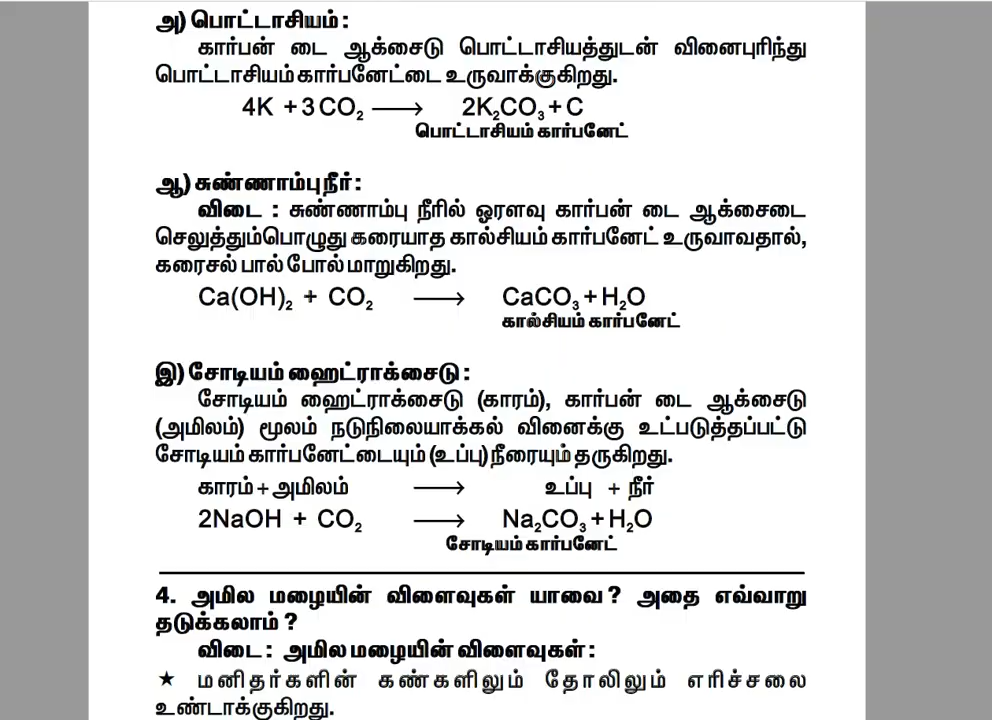 அ) பொட்டாசியம் :
கார்பன் டை ஆக்சைடு பொட்டாசியத்துடன் வினைபுரிந்து
பொட்டாசியம் கார்பனேட்டை உருவாக்குகிறது.
4K + 3 CO₂ ⟶ 2K₂CO₃ + C
பொட்டாசியம் கார்பனேட்
ஆ) சுண்ணாம்பு நீர் :
விடை : சுண்ணாம்பு நீரில் ஓரளவு கார்பன் டை ஆக்சைடை
செலுத்தும்பொழுது கரையாத கால்சியம் கார்பனேட் உருவாவதால்,
கரைசல் பால் போல் மாறுகிறது.
Ca(OH)₂ + CO₂ ⟶ CaCO₃ + H₂O
கால்சியம் கார்பனேட்
இ) சோடியம் ஹைட்ராக்சைடு :
சோடியம் ஹைட்ராக்சைடு (காரம்), கார்பன் டை ஆக்சைடு
(அமிலம்) மூலம் நடுநிலையாக்கல் வினைக்கு உட்படுத்தப்பட்டு
சோடியம் கார்பனேட்டையும் (உப்பு) நீரையும் தருகிறது.
காரம் + அமிலம் ⟶ உப்பு + நீர்
2NaOH + CO₂ ⟶ Na₂CO₃ + H₂O
சோடியம் கார்பனேட்
4. அமில மழையின் விளைவுகள் யாவை ? அதை எவ்வாறு
தடுக்கலாம் ?
விடை : அமில மழையின் விளைவுகள் :
★ மனிதர்களின் கண்களிலும் தோலிலும் எரிச்சலை
உண்டாக்குகிறது.